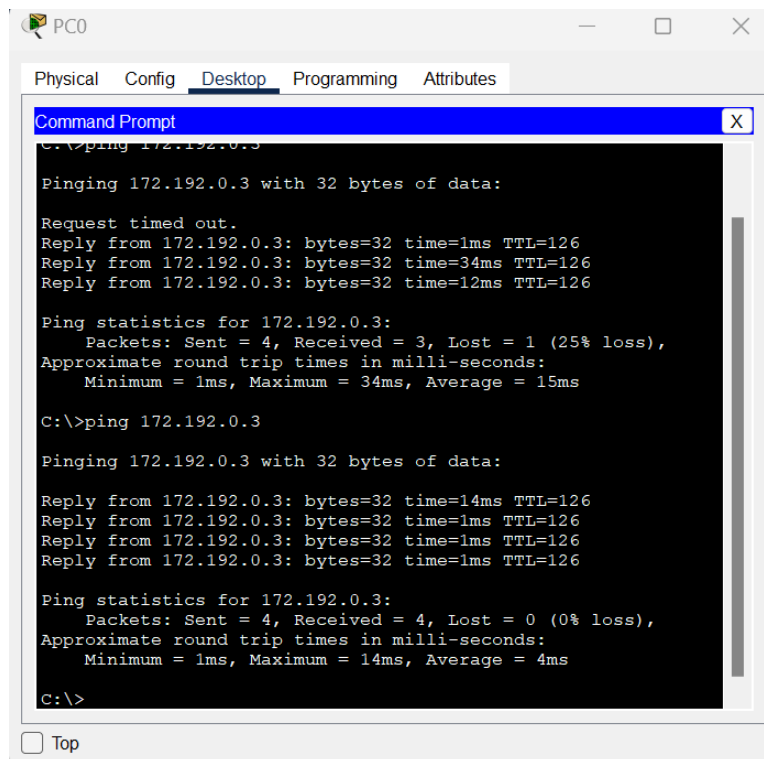 PC0
Physical Config Desktop Programming Attributes
Command Prompt
X
C:\>ping 172.192.0.3
Pinging 172.192.0.3 with 32 bytes of data:
Request timed out.
Reply from 172.192.0.3: bytes=32 time=1ms TTL=126
Reply from 172.192.0.3: bytes=32 time=34ms TTL=126
Reply from 172.192.0.3: bytes=32 time=12ms TTL=126
Ping statistics for 172.192.0.3:
Packets: Sent = 4, Received = 3, Lost = 1 (25% loss),
Approximate round trip times in milli-seconds:
Minimum = 1ms, Maximum = 34ms, Average = 15ms
C:\>ping 172.192.0.3
Pinging 172.192.0.3 with 32 bytes of data:
Reply from 172.192.0.3: bytes=32 time=14ms TTL=126
Reply from 172.192.0.3: bytes=32 time=1ms TTL=126
Reply from 172.192.0.3: bytes=32 time=1ms TTL=126
Reply from 172.192.0.3: bytes=32 time=1ms TTL=126
Ping statistics for 172.192.0.3:
Packets: Sent = 4, Received = 4, Lost = 0 (0% loss),
Approximate round trip times in milli-seconds:
Minimum = 1ms, Maximum = 14ms, Average = 4ms
C:\>
Top